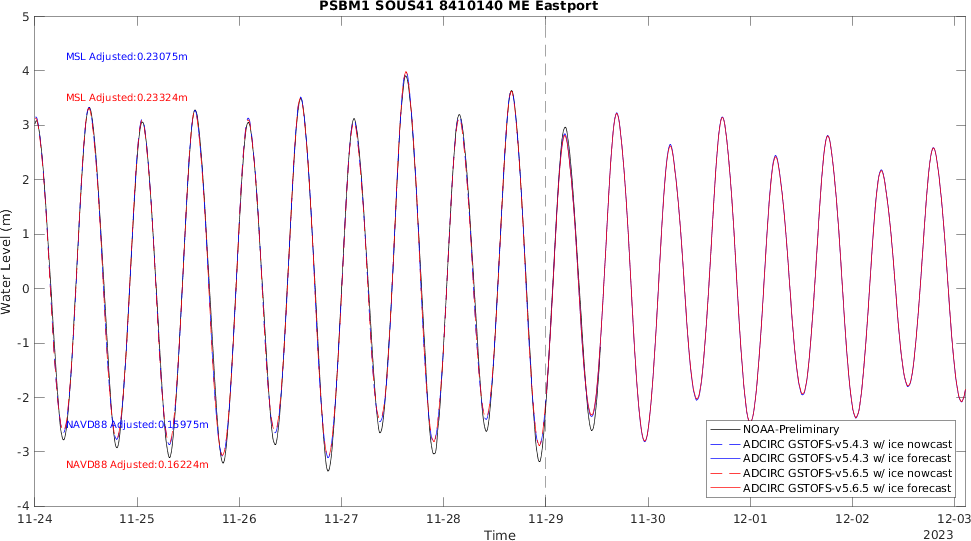 PSBM1 SOUS41 8410140 ME Eastport
5
4
3
2
1
0
-1
-2
-3
-4
Water Level (m)
MSL Adjusted:0.23075m
MSL Adjusted:0.23324m
NAVD88 Adjusted:0.15975m
NAVD88 Adjusted:0.16224m
NOAA-Preliminary
ADCIRC GSTOFS-v5.4.3 w/ ice nowcast
ADCIRC GSTOFS-v5.4.3 w/ ice forecast
ADCIRC GSTOFS-v5.6.5 w/ ice nowcast
ADCIRC GSTOFS-v5.6.5 w/ ice forecast
11-24 11-25 11-26 11-27 11-28 11-29 11-30 12-01 12-02 12-03
Time
2023